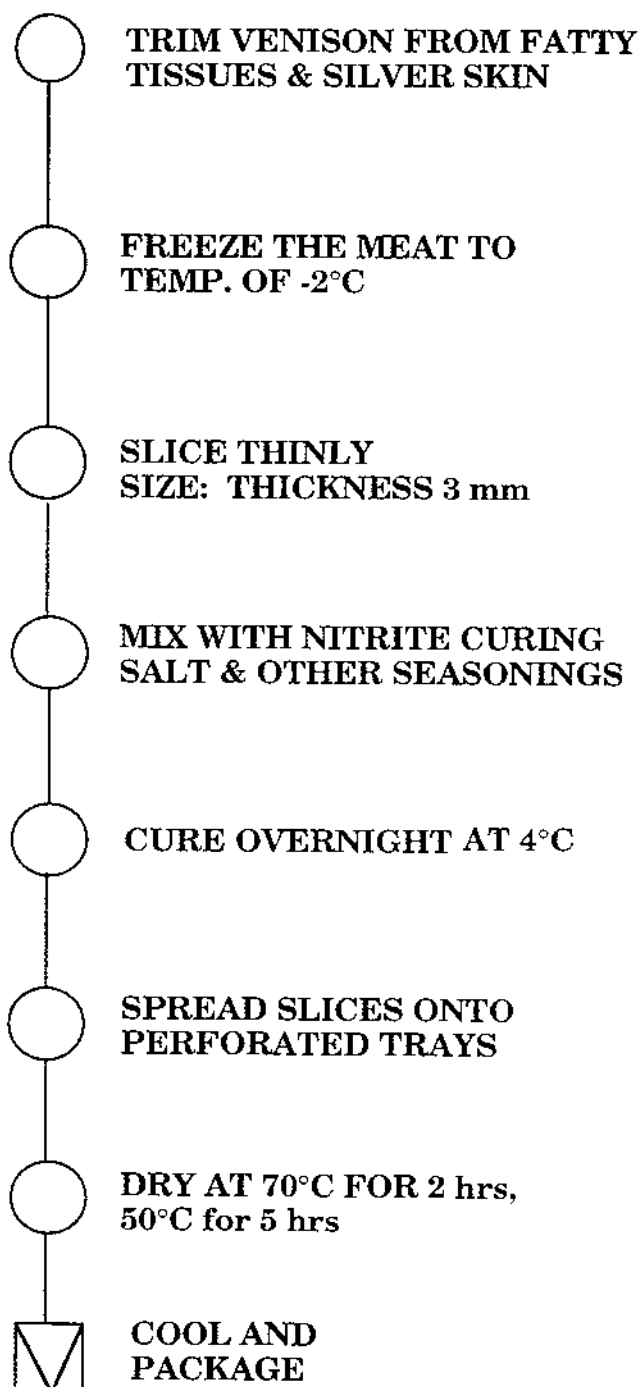 TRIM VENISON FROM FATTY
TISSUES & SILVER SKIN
FREEZE THE MEAT TO
TEMP. OF -2°C
SLICE THINLY
SIZE: THICKNESS 3 mm
MIX WITH NITRITE CURING
SALT & OTHER SEASONINGS
CURE OVERNIGHT AT 4°C
SPREAD SLICES ONTO
PERFORATED TRAYS
DRY AT 70°C FOR 2 hrs,
50°C for 5 hrs
COOL AND
PACKAGE